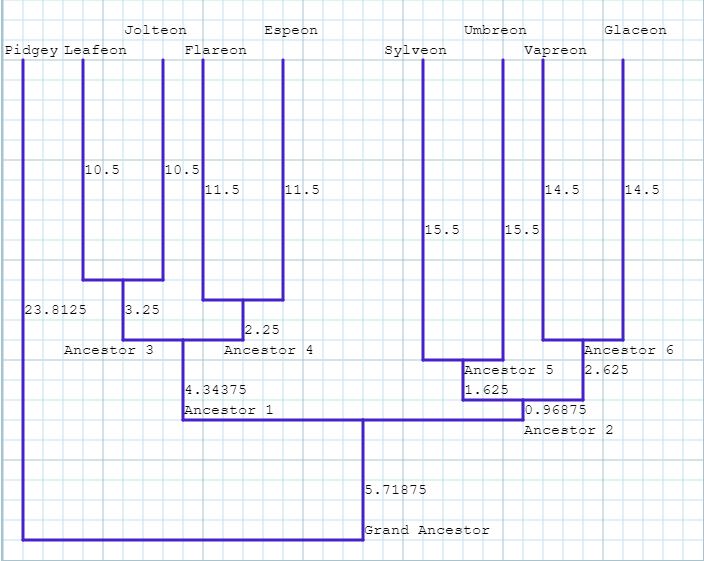 Jolteon Espeon Umbreon Glaceon
Pidgey Leafeon Flareon Sylveon Vapreon
10.5 10.5
11.5 11.5 14.5 14.5
15.5 15.5
23.8125 3.25
2.25
Ancestor 3 Ancestor 4 Ancestor 6
Ancestor 5 2.625
4.34375 1.625
Ancestor 1 0.96875
Ancestor 2
5.71875
Grand Ancestor